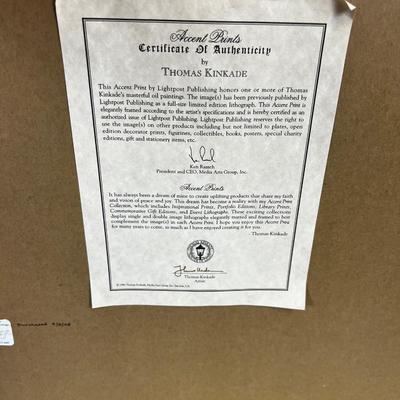 Accent Prints
Certificate Of Authenticity
by
THOMAS KINKADE
This Accent Print by Lightpost Publishing honors one or more of Thomas
Kinkade's masterful oil paintings. The image(s) has been previously published by
Lightpost Publishing as a full-size limited edition lithograph. This Accent Print is
elegantly framed according to the artist's specifications and is hereby certified as an
authorized issue of Lightpost Publishing. Lightpost Publishing reserves the right to
use the image(s) on other products including but not limited to plates, open
edition decorator prints, figurines, collectibles, books, posters, special charity
editions, gift and stationery items, etc.
Ken Raasch
President and CEO, Media Arts Group, Inc.
Accent Prints
It has always been a dream of mine to create uplifting products that share my faith
and vision of peace and joy. This dream has become a reality with my Accent Print
Collection, which includes Inspirational Prints, Portfolio Editions, Library Prints,
Commemorative Gift Editions, and Event Lithographs. These exciting collections
display single and double image lithographs elegantly matted and framed to best
complement the image(s) in each work. I hope you enjoy this Accent Print
for many years to come, as much as I have enjoyed creating it for you.
-Thomas Kinkade
Thomas Kinkade
Artist
Purchased